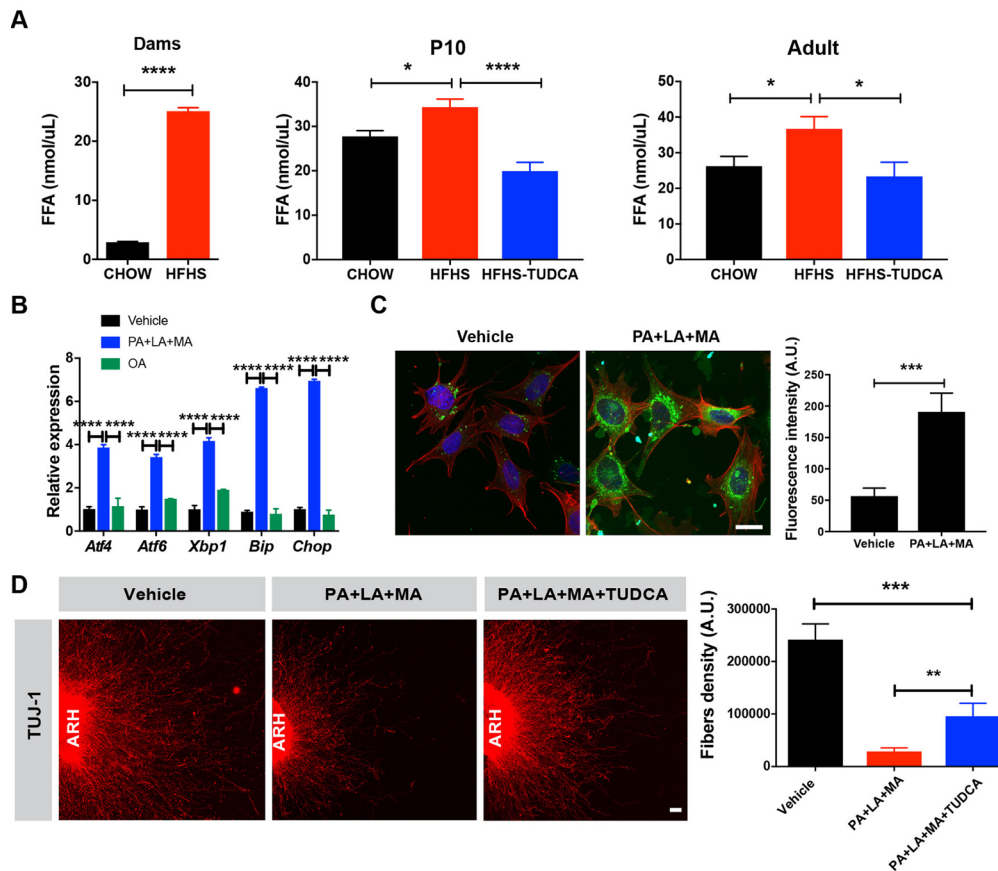 A
Dams
P10
Adult
****
* ****
* *
FFA (nmol/uL)
30
20
10
0
CHOW HFHS
FFA (nmol/uL)
40
30
20
10
0
CHOW HFHS HFHS-TUDCA
FFA (nmol/uL)
50
40
30
20
10
0
CHOW HFHS HFHS-TUDCA
B
Vehicle
PA+LA+MA
OA
Relative expression
8
6
4
2
0
**** ****
**** ****
**** ****
**** ****
**** ****
Atf4 Atf6 Xbp1 Bip Chop
C
Vehicle PA+LA+MA
Fluorescence intensity (A.U.)
250
200
150
100
50
0
***
Vehicle PA+LA+MA
D
Vehicle PA+LA+MA PA+LA+MA+TUDCA
TUJ-1
ARH ARH ARH
Fibers density (A.U.)
300000
200000
100000
0
***
**
Vehicle
PA+LA+MA
PA+LA+MA+TUDCA